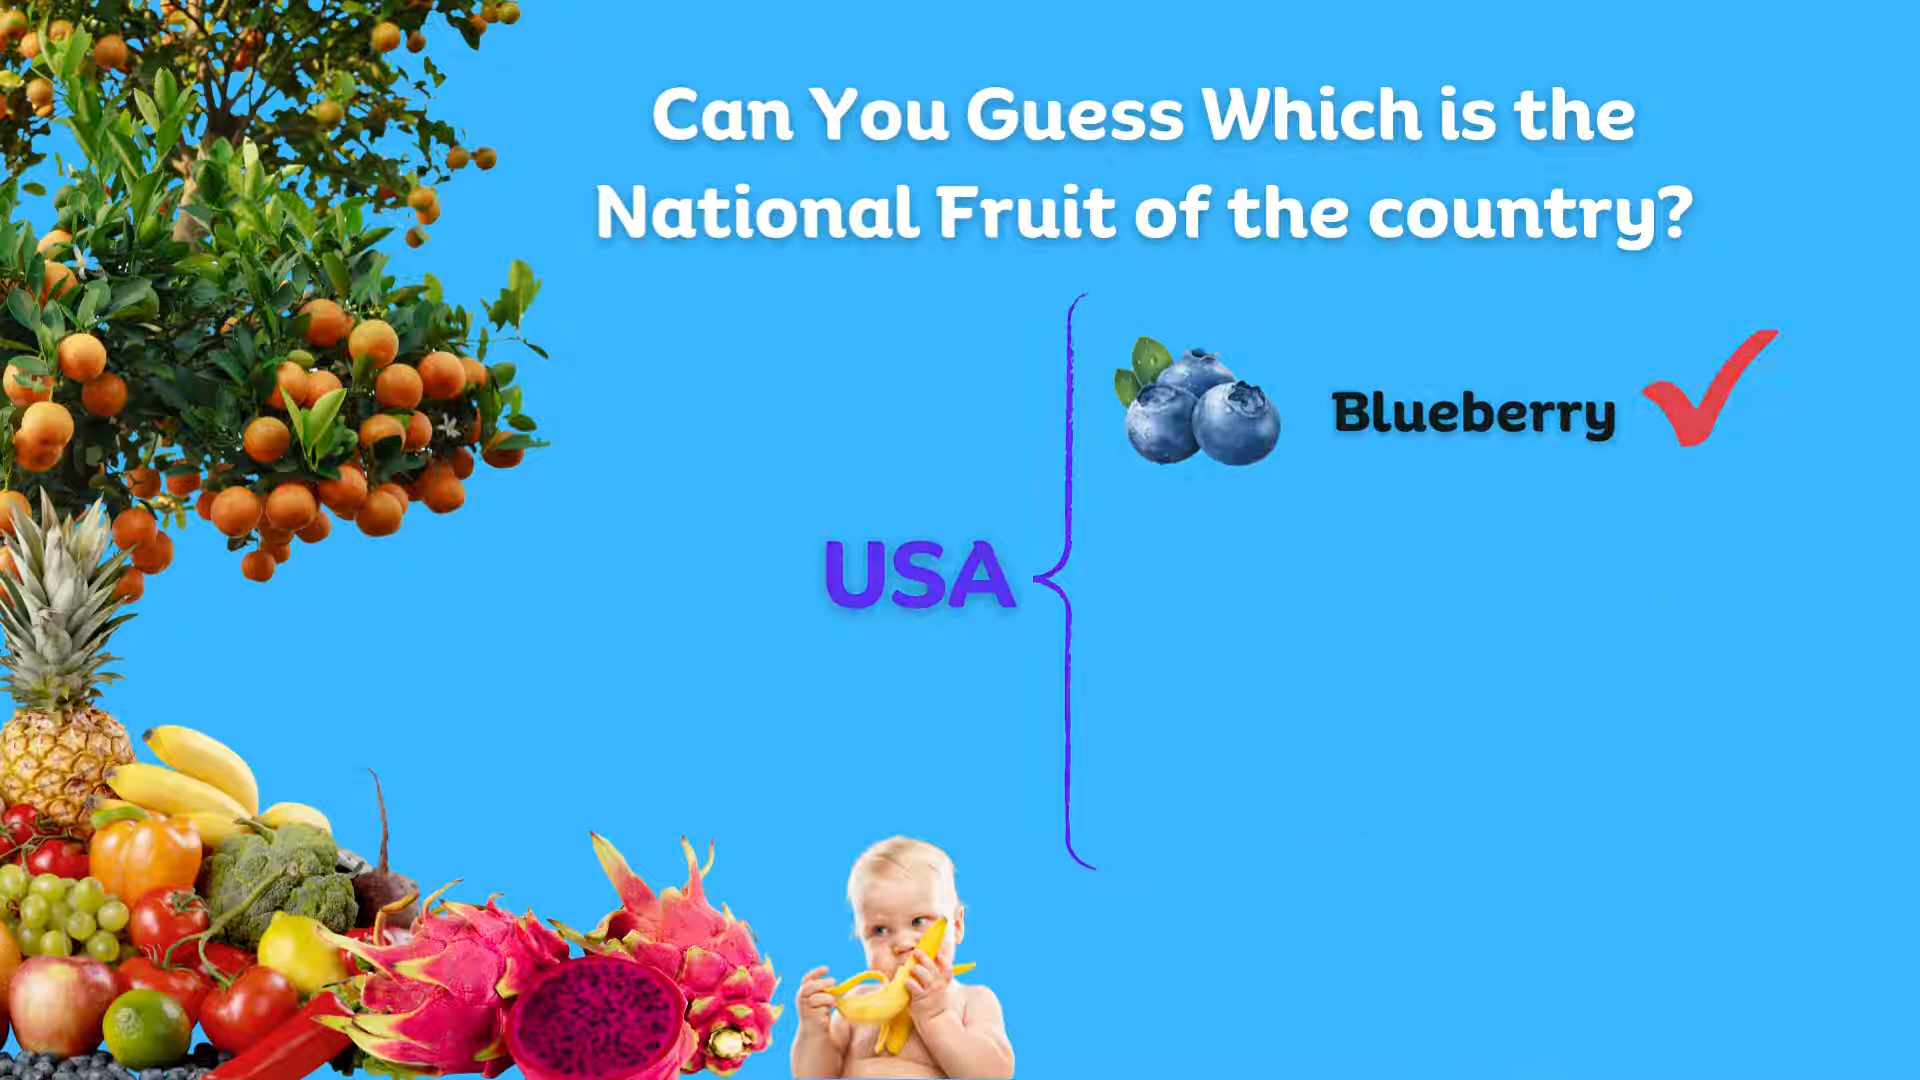 Can You Guess Which is the
National Fruit of the country?
Blueberry
USA